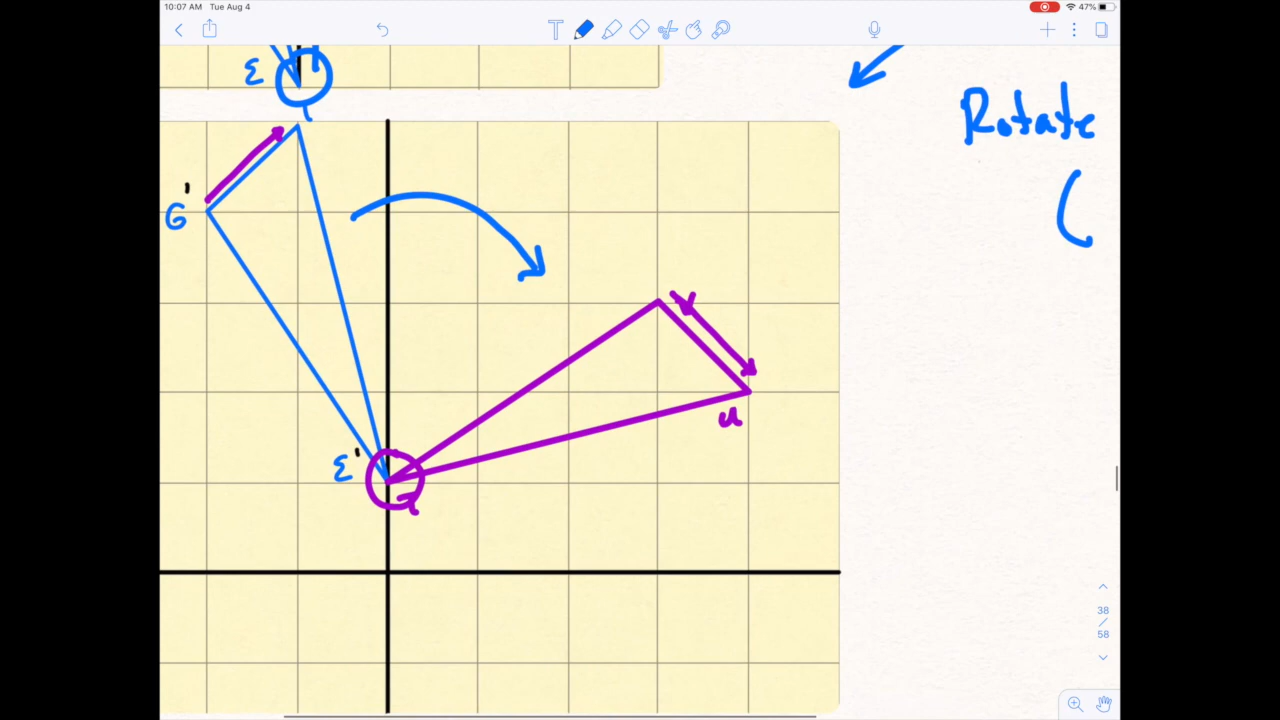 10:07 AM Tue Aug 4
47%
T
Σ
Rotate
G'
Σ'
u
38
/
58